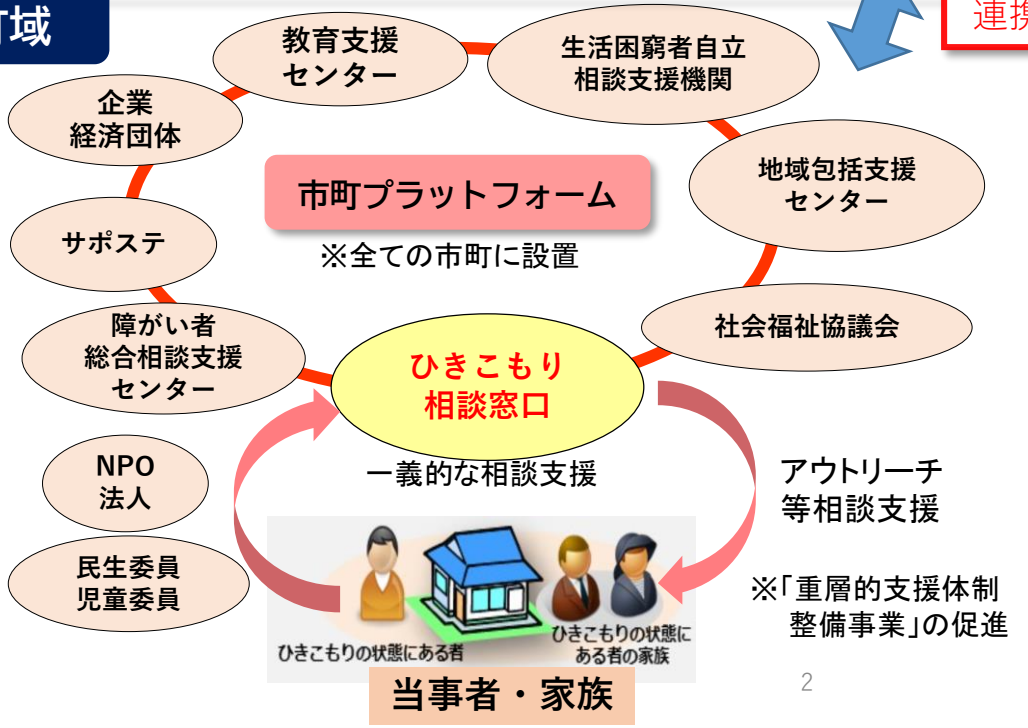 域
連携
教育支援
センター
生活困窮者自立
相談支援機関
企業
経済団体
地域包括支援
センター
市町プラットフォーム
※全ての市町に設置
サポステ
障がい者
総合相談支援
センター
社会福祉協議会
ひきこもり
相談窓口
一義的な相談支援
NPO
法人
アウトリーチ
等相談支援
民生委員
児童委員
※「重層的支援体制
整備事業」の促進
ひきこもりの状態にある者
ひきこもりの状態に
ある者の家族
当事者・家族
2